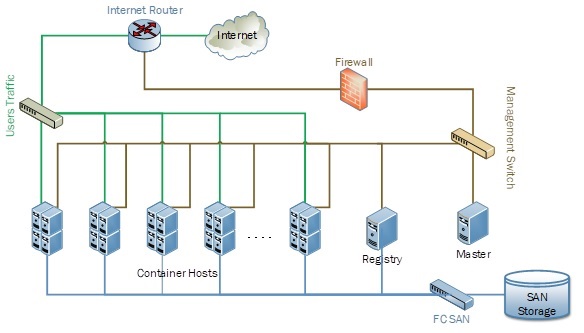 Internet Router
Internet
Firewall
Users Traffic
Management Switch
. . . .
Container Hosts
Registry
Master
FC SAN
SAN
Storage